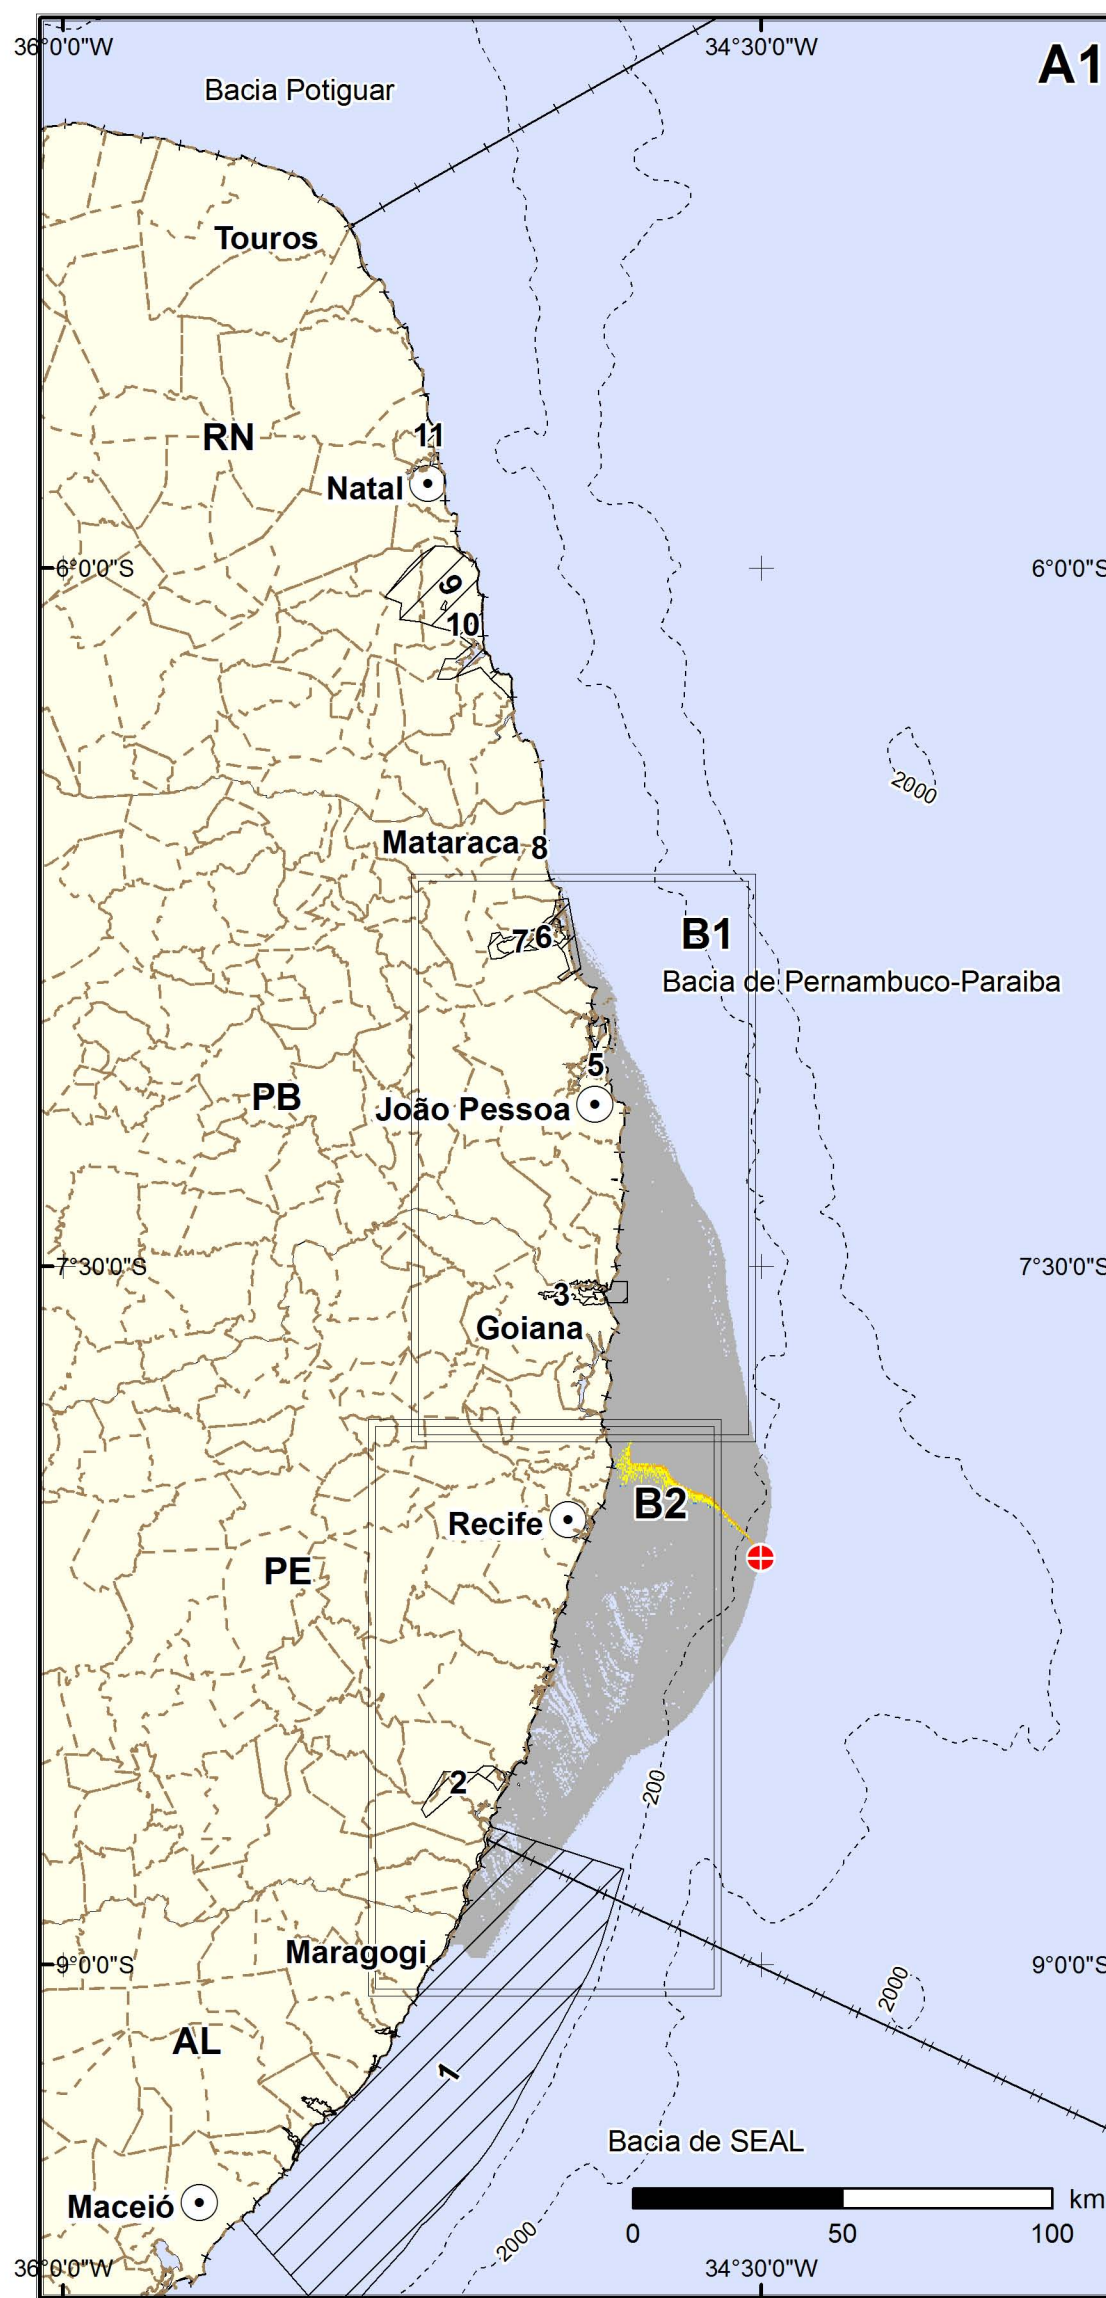 36°0'0"W
34°30'0"W
A1
Bacia Potiguar
Touros
RN
11
Natal
6°0'0"S
6°0'0"S
9
10
2000
Mataraca 8
B1
7 6
Bacia de Pernambuco-Paraiba
5
PB
João Pessoa
7°30'0"S
7°30'0"S
3
Goiana
B2
Recife
PE
2
200
Maragogi
9°0'0"S
9°0'0"S
2000
AL
1
Bacia de SEAL
Maceió
km
0 50 100
2000
36°0'0"W
34°30'0"W